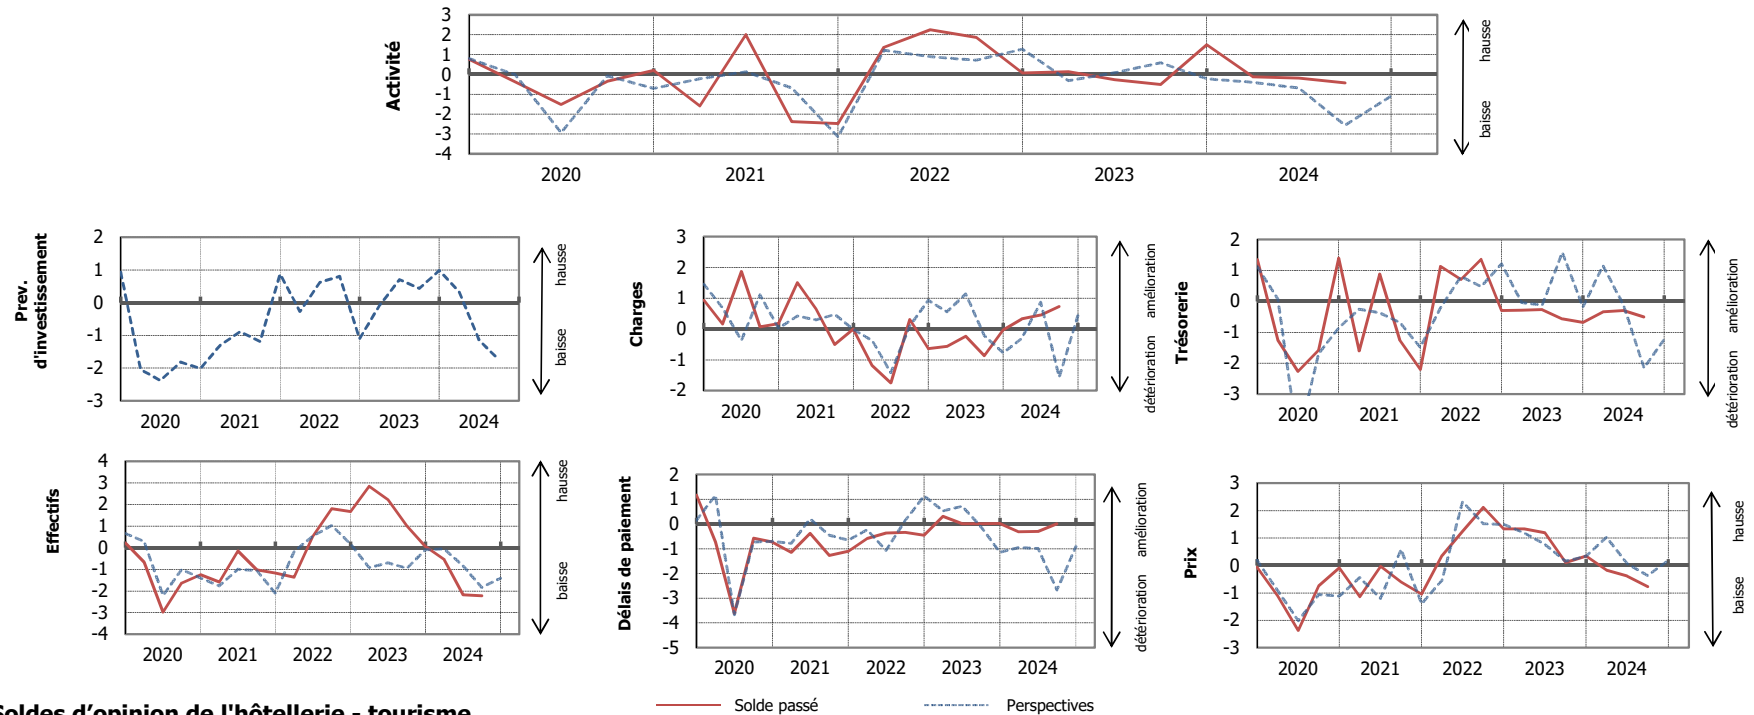 Activité
3
2
1
0
-1
-2
-3
-4
2020 2021 2022 2023 2024
hausse
baisse
Prev.
d'investissement
2
1
0
-1
-2
-3
2020 2021 2022 2023 2024
hausse
baisse
Charges
3
2
1
0
-1
-2
2020 2021 2022 2023 2024
amélioration
détérioration
Trésorerie
2
1
0
-1
-2
-3
2020 2021 2022 2023 2024
amélioration
détérioration
Effectifs
4
3
2
1
0
-1
-2
-3
-4
2020 2021 2022 2023 2024
hausse
baisse
Délais de paiement
2
1
0
-1
-2
-3
-4
-5
2020 2021 2022 2023 2024
amélioration
détérioration
Prix
3
2
1
0
-1
-2
-3
2020 2021 2022 2023 2024
hausse
baisse
Solde passé Perspectives
Soldes d’opinion de l'hôtellerie - tourisme